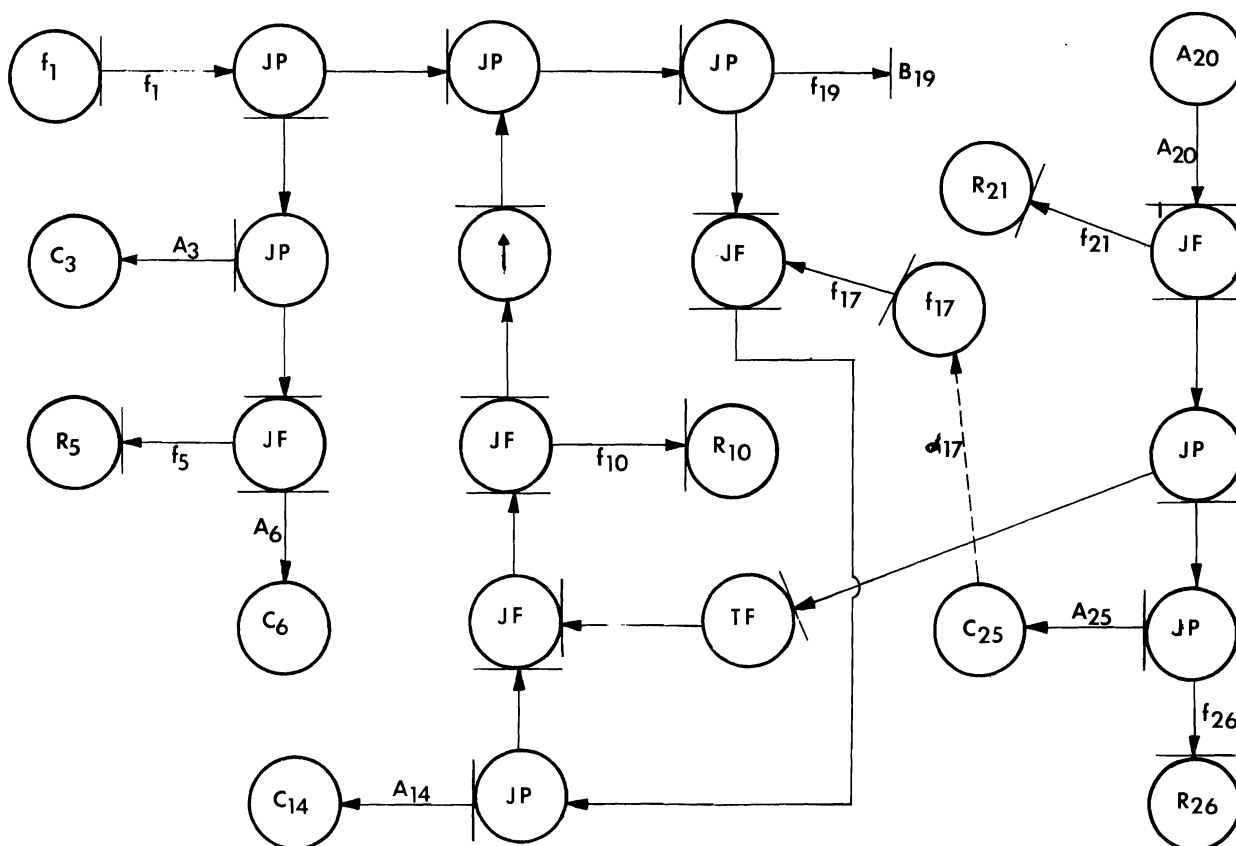 f1 f1 JP JP JP f19 B19 A20
A20
R21 f21 JF
C3 A3 JP ↑ JF f17 f17
R5 f5 JF JF f10 R10 α17 JP
A6
C6 JF TF C25 A25 JP
f26
C14 A14 JP R26